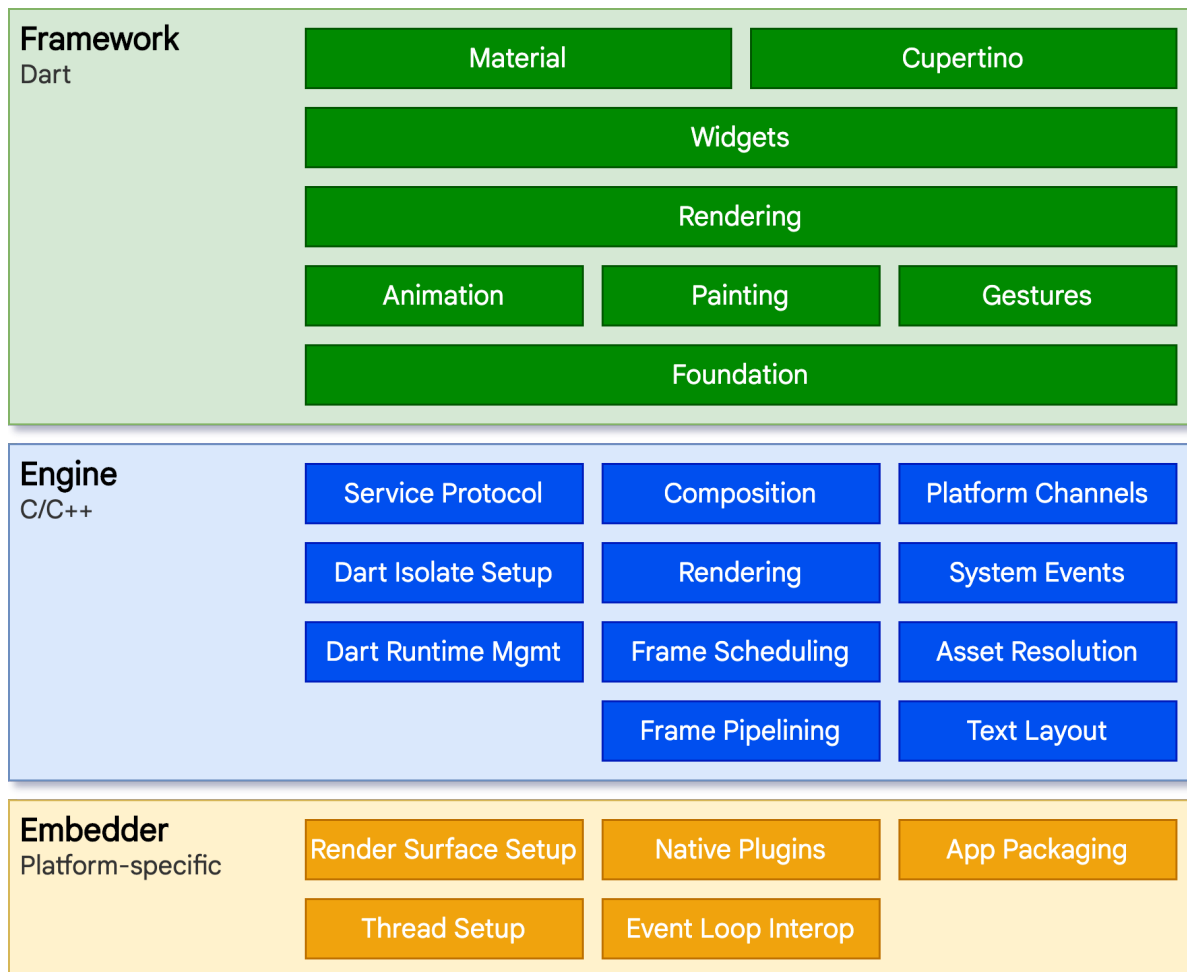 Framework
Dart
Material
Cupertino
Widgets
Rendering
Animation
Painting
Gestures
Foundation
Engine
C/C++
Service Protocol
Composition
Platform Channels
Dart Isolate Setup
Rendering
System Events
Dart Runtime Mgmt
Frame Scheduling
Asset Resolution
Frame Pipelining
Text Layout
Embedder
Platform-specific
Render Surface Setup
Native Plugins
App Packaging
Thread Setup
Event Loop Interop